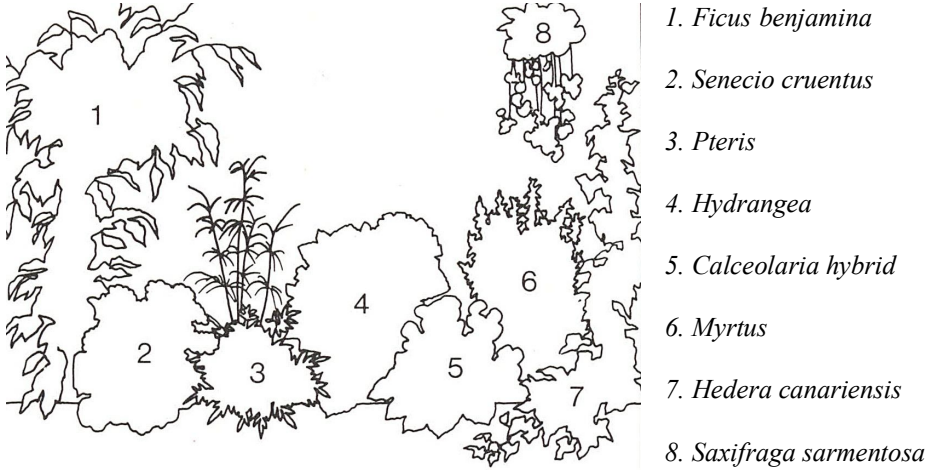 1
2
3
4
5
6
7
8
1. Ficus benjamina
2. Senecio cruentus
3. Pteris
4. Hydrangea
5. Calceolaria hybrid
6. Myrtus
7. Hedera canariensis
8. Saxifraga sarmentosa